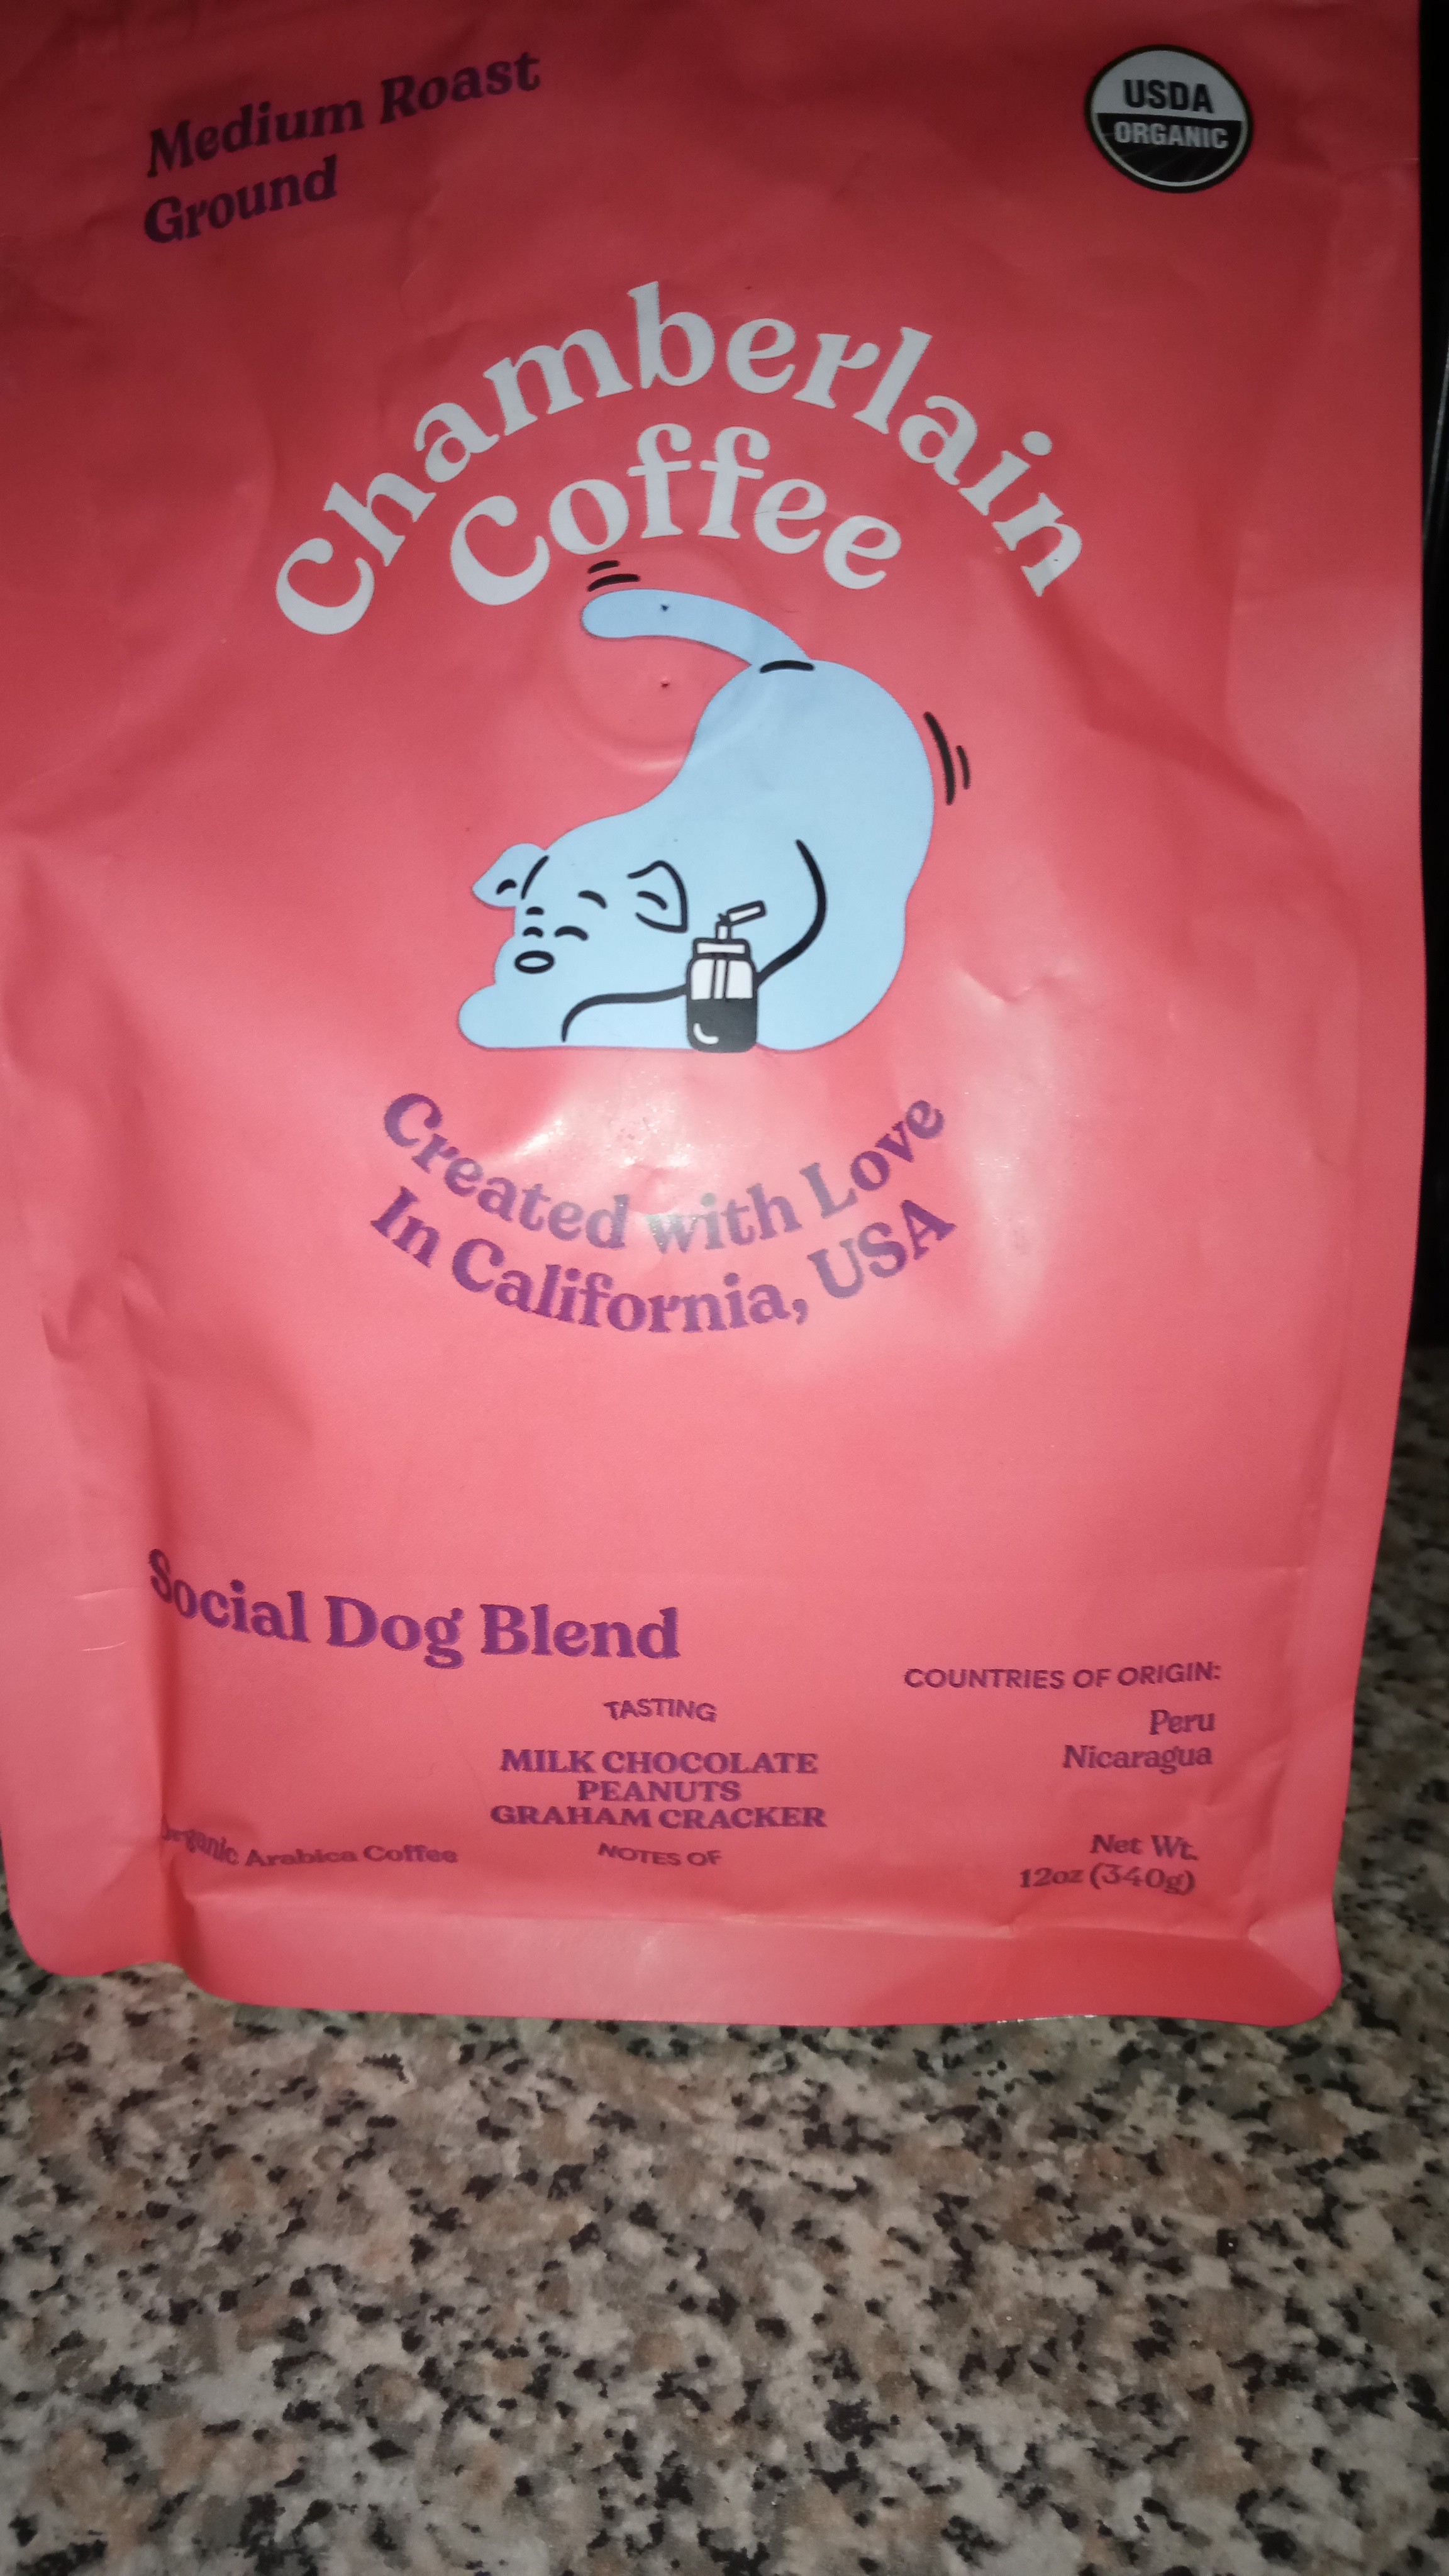 Medium Roast
Ground
USDA
ORGANIC
Chamberlain
Coffee
Created with Love
In California, USA
Social Dog Blend
TASTING
MILK CHOCOLATE
PEANUTS
GRAHAM CRACKER
NOTES OF
Organic Arabica Coffee
COUNTRIES OF ORIGIN:
Peru
Nicaragua
Net Wt.
12oz (340g)